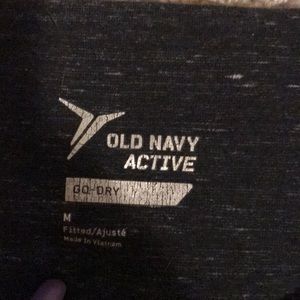 OLD NAVY
ACTIVE
GO-DRY
M
Fitted/Ajusté
Made in Vietnam